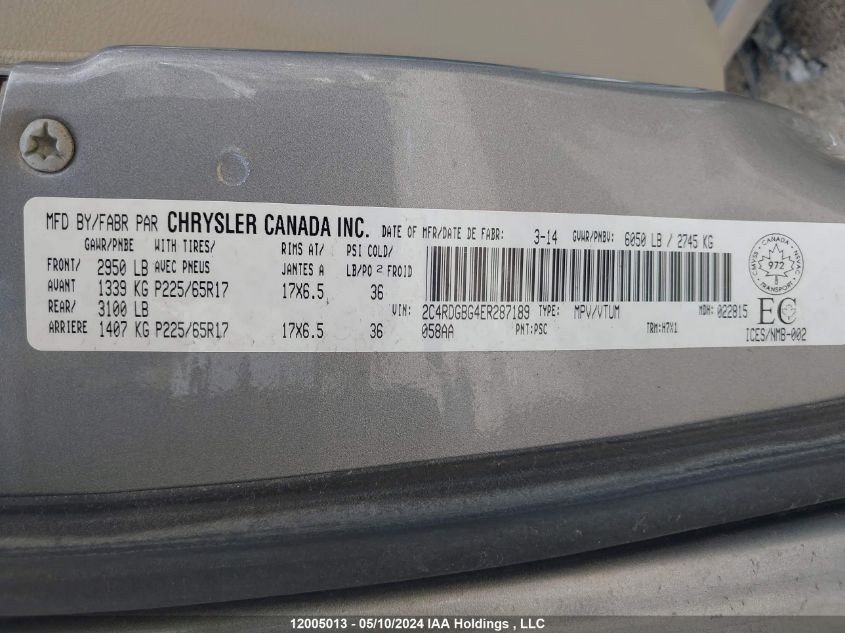 MFD BY/FABR PAR CHRYSLER CANADA INC. DATE OF MFR/DATE DE FABR: 3-14 GVWR/PNBV: 6050 LB / 2745 KG
GAWR/PNBE WITH TIRES/ RIMS AT/ PSI COLD/
FRONT/ 2950 LB AVEC PNEUS JANTES A LB/PO 2 FROID
AVANT 1339 KG P225/65R17 17X6.5 36
REAR/ 3100 LB VIN: 2C4RDGBG4ER287189 TYPE: MPV/VTUM MDH: 022815
ARRIERE 1407 KG P225/65R17 17X6.5 36 058AA PNT:PSC TRM:H7X1
CANADA
972
TRANSPORT
EC
ICES/NMB-002
12005013 - 05/10/2024 IAA Holdings , LLC